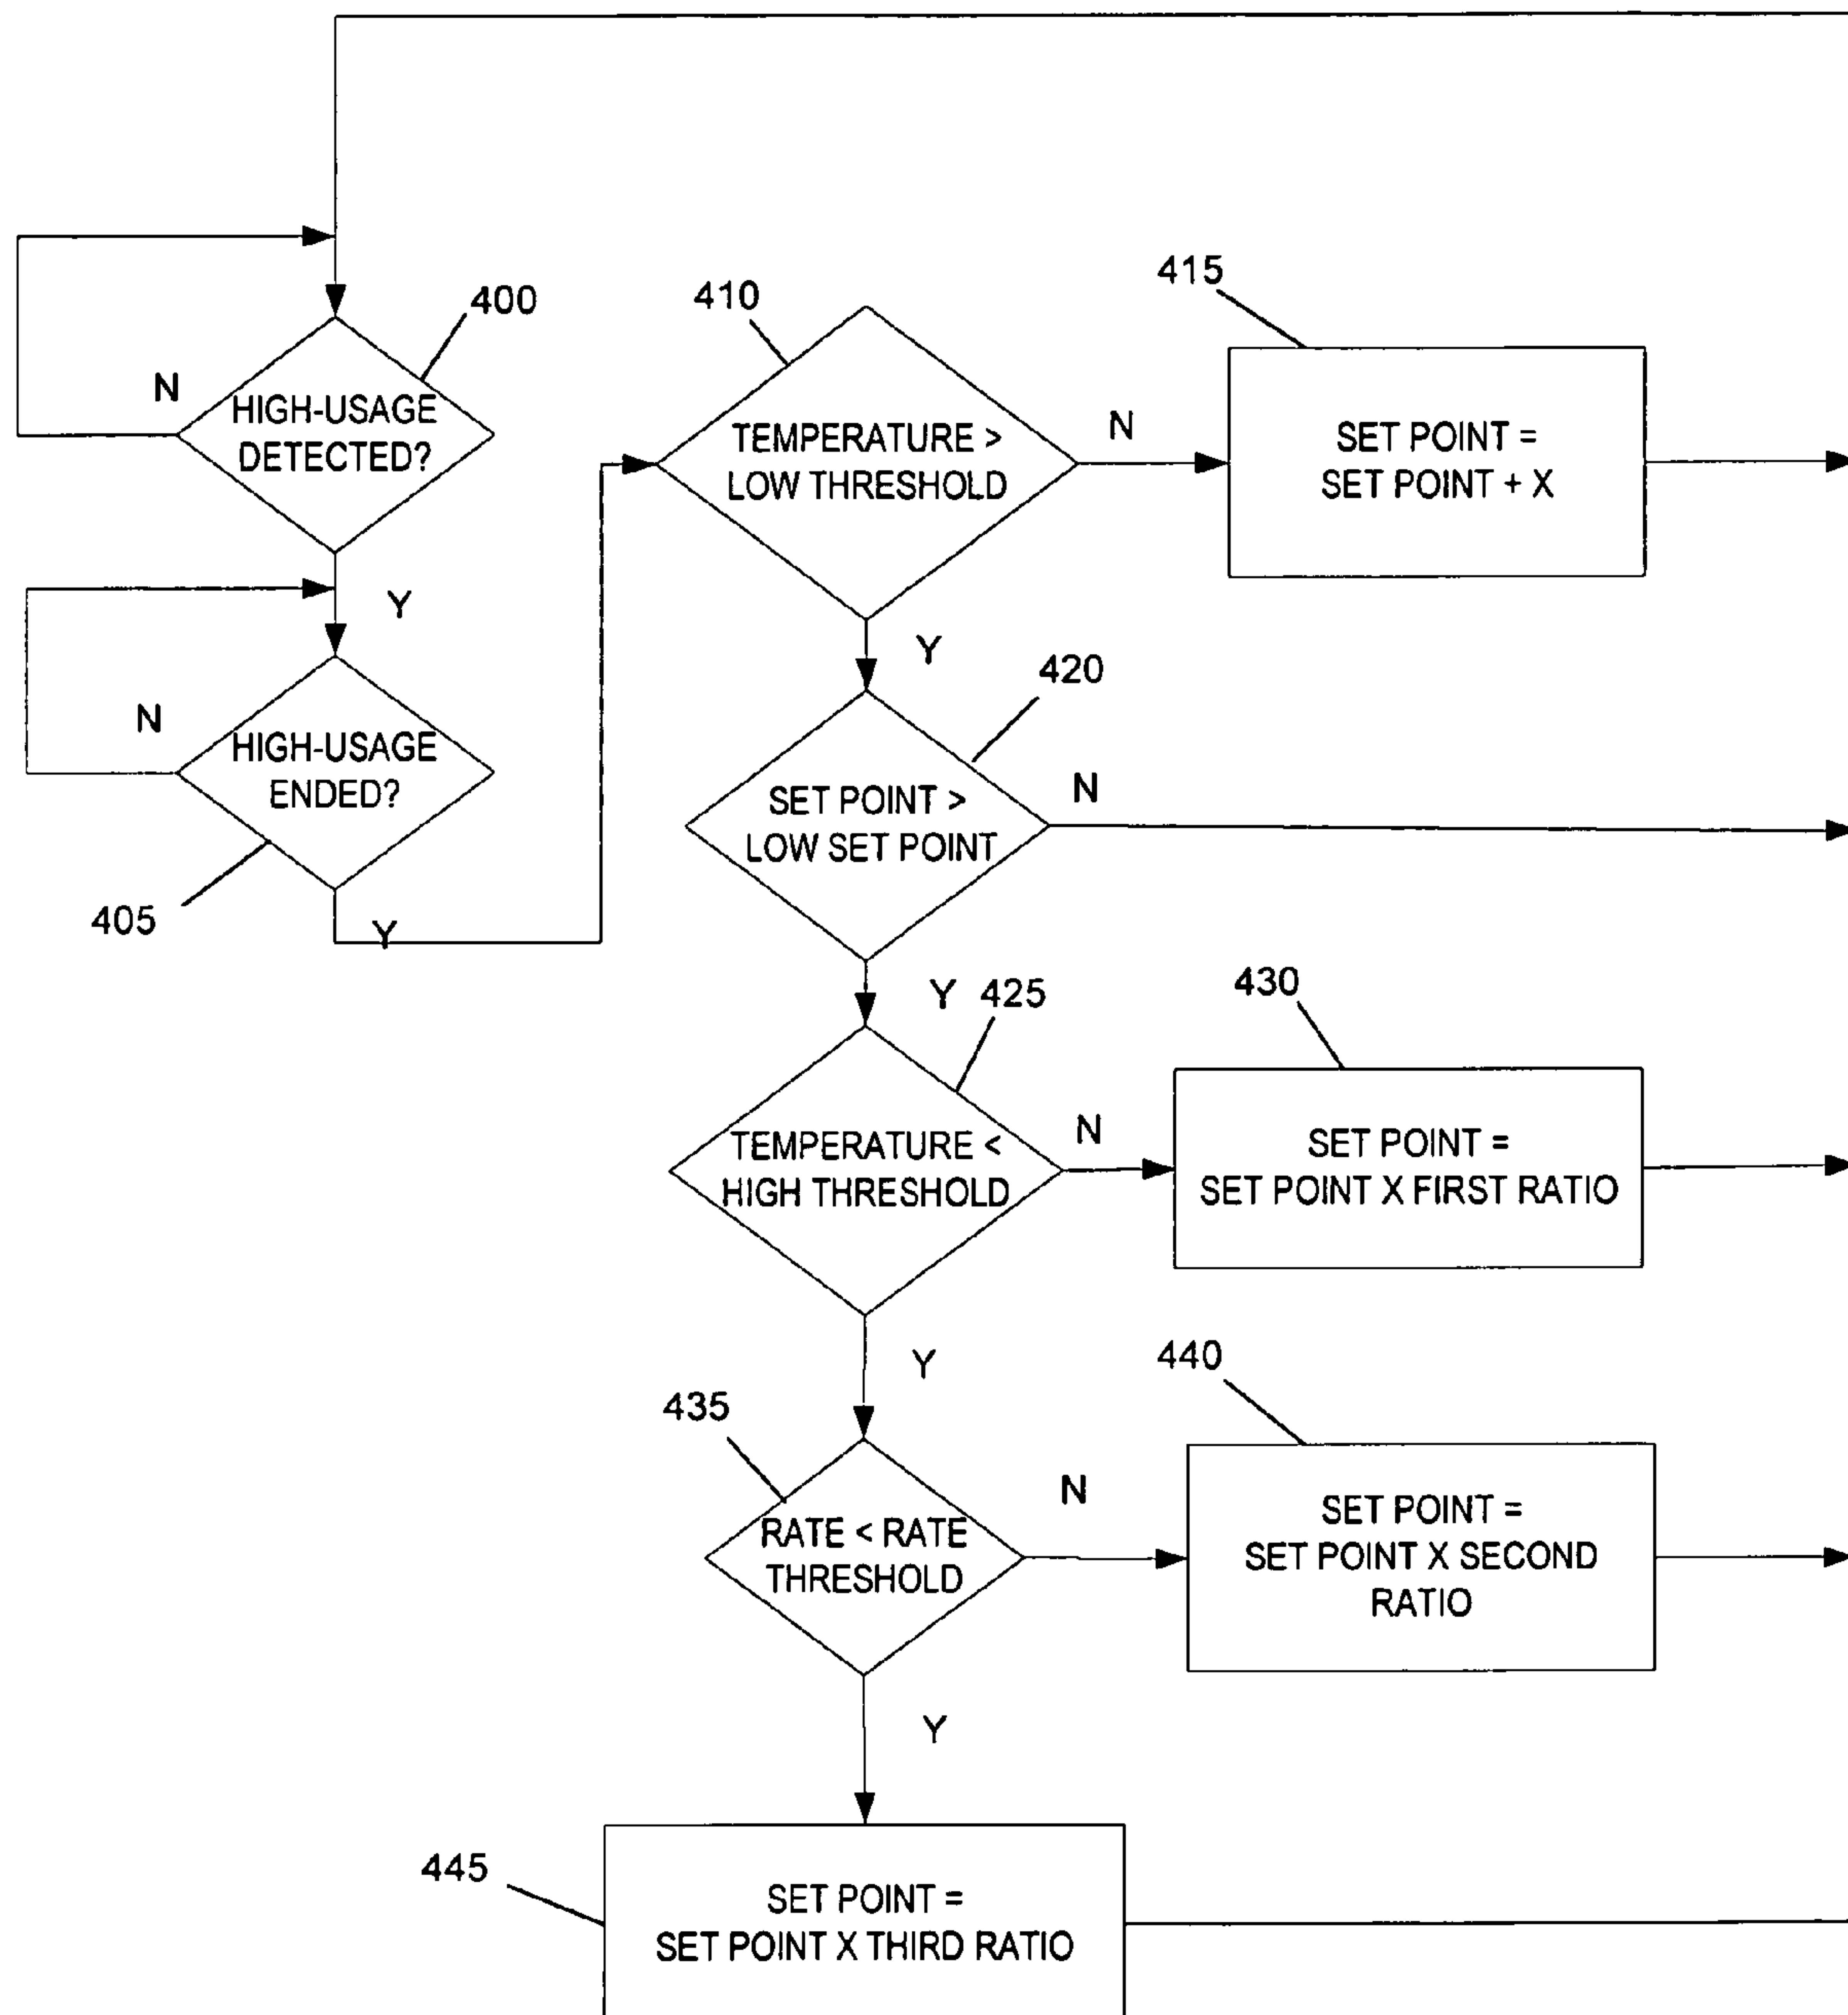 400
N
HIGH-USAGE
DETECTED?
Y
N
HIGH-USAGE
ENDED?
405
Y
410
TEMPERATURE >
LOW THRESHOLD
N
415
SET POINT =
SET POINT + X
Y
420
SET POINT >
LOW SET POINT
N
Y
425
TEMPERATURE <
HIGH THRESHOLD
N
430
SET POINT =
SET POINT X FIRST RATIO
Y
435
RATE < RATE
THRESHOLD
N
440
SET POINT =
SET POINT X SECOND
RATIO
Y
445
SET POINT =
SET POINT X THIRD RATIO